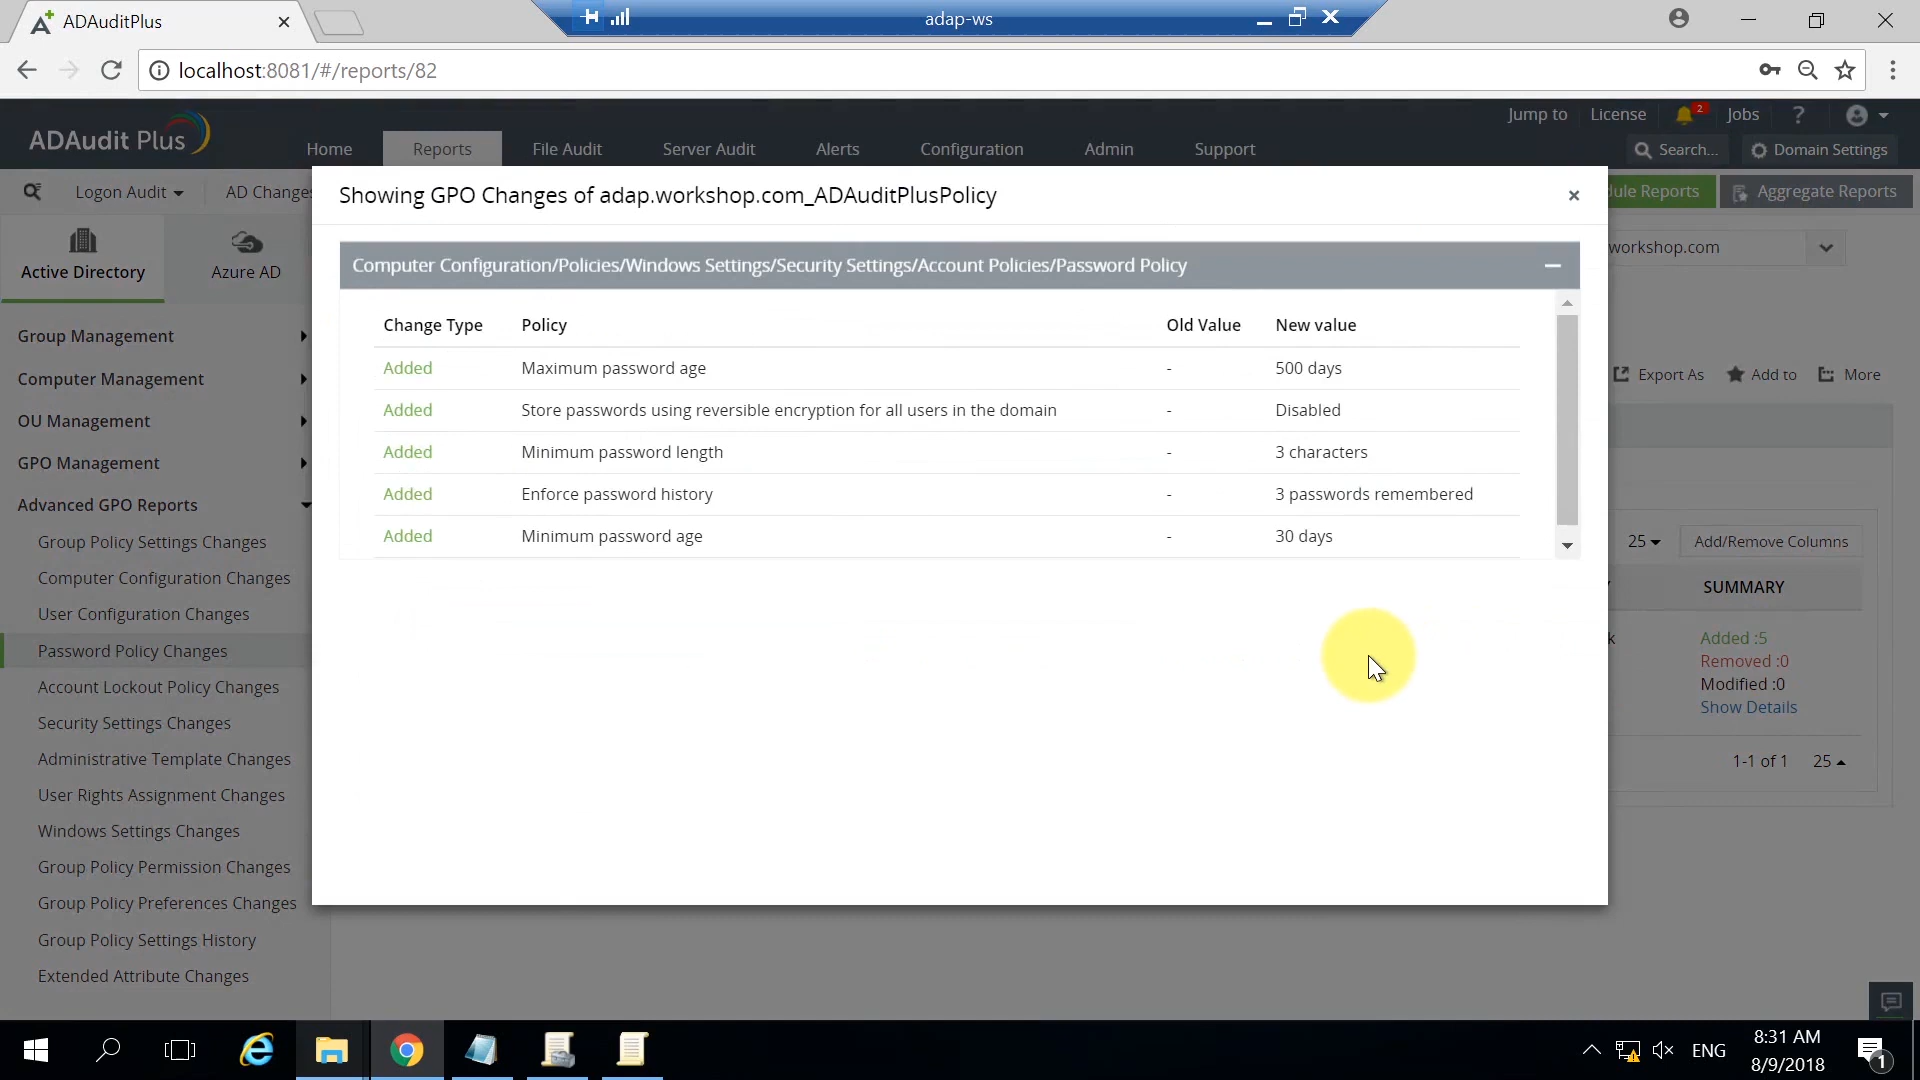 ADAuditPlus
adap-ws
localhost:8081/#/reports/82
ADAudit Plus
Jump to
License
2
Jobs
?
Home
Reports
File Audit
Server Audit
Alerts
Configuration
Admin
Support
Search...
Domain Settings
Logon Audit
AD Changes
dule Reports
Aggregate Reports
Showing GPO Changes of adap.workshop.com_ADAuditPlusPolicy
workshop.com
Active Directory
Azure AD
Computer Configuration/Policies/Windows Settings/Security Settings/Account Policies/Password Policy
Change Type Policy Old Value New value
Added Maximum password age - 500 days
Added Store passwords using reversible encryption for all users in the domain - Disabled
Added Minimum password length - 3 characters
Added Enforce password history - 3 passwords remembered
Added Minimum password age - 30 days
Group Management
Computer Management
OU Management
GPO Management
Advanced GPO Reports
Group Policy Settings Changes
Computer Configuration Changes
User Configuration Changes
Password Policy Changes
Account Lockout Policy Changes
Security Settings Changes
Administrative Template Changes
User Rights Assignment Changes
Windows Settings Changes
Group Policy Permission Changes
Group Policy Preferences Changes
Group Policy Settings History
Extended Attribute Changes
Export As
Add to
More
25
Add/Remove Columns
SUMMARY
k
Added :5
Removed :0
Modified :0
Show Details
1-1 of 1
25
ENG
8:31 AM
8/9/2018
1